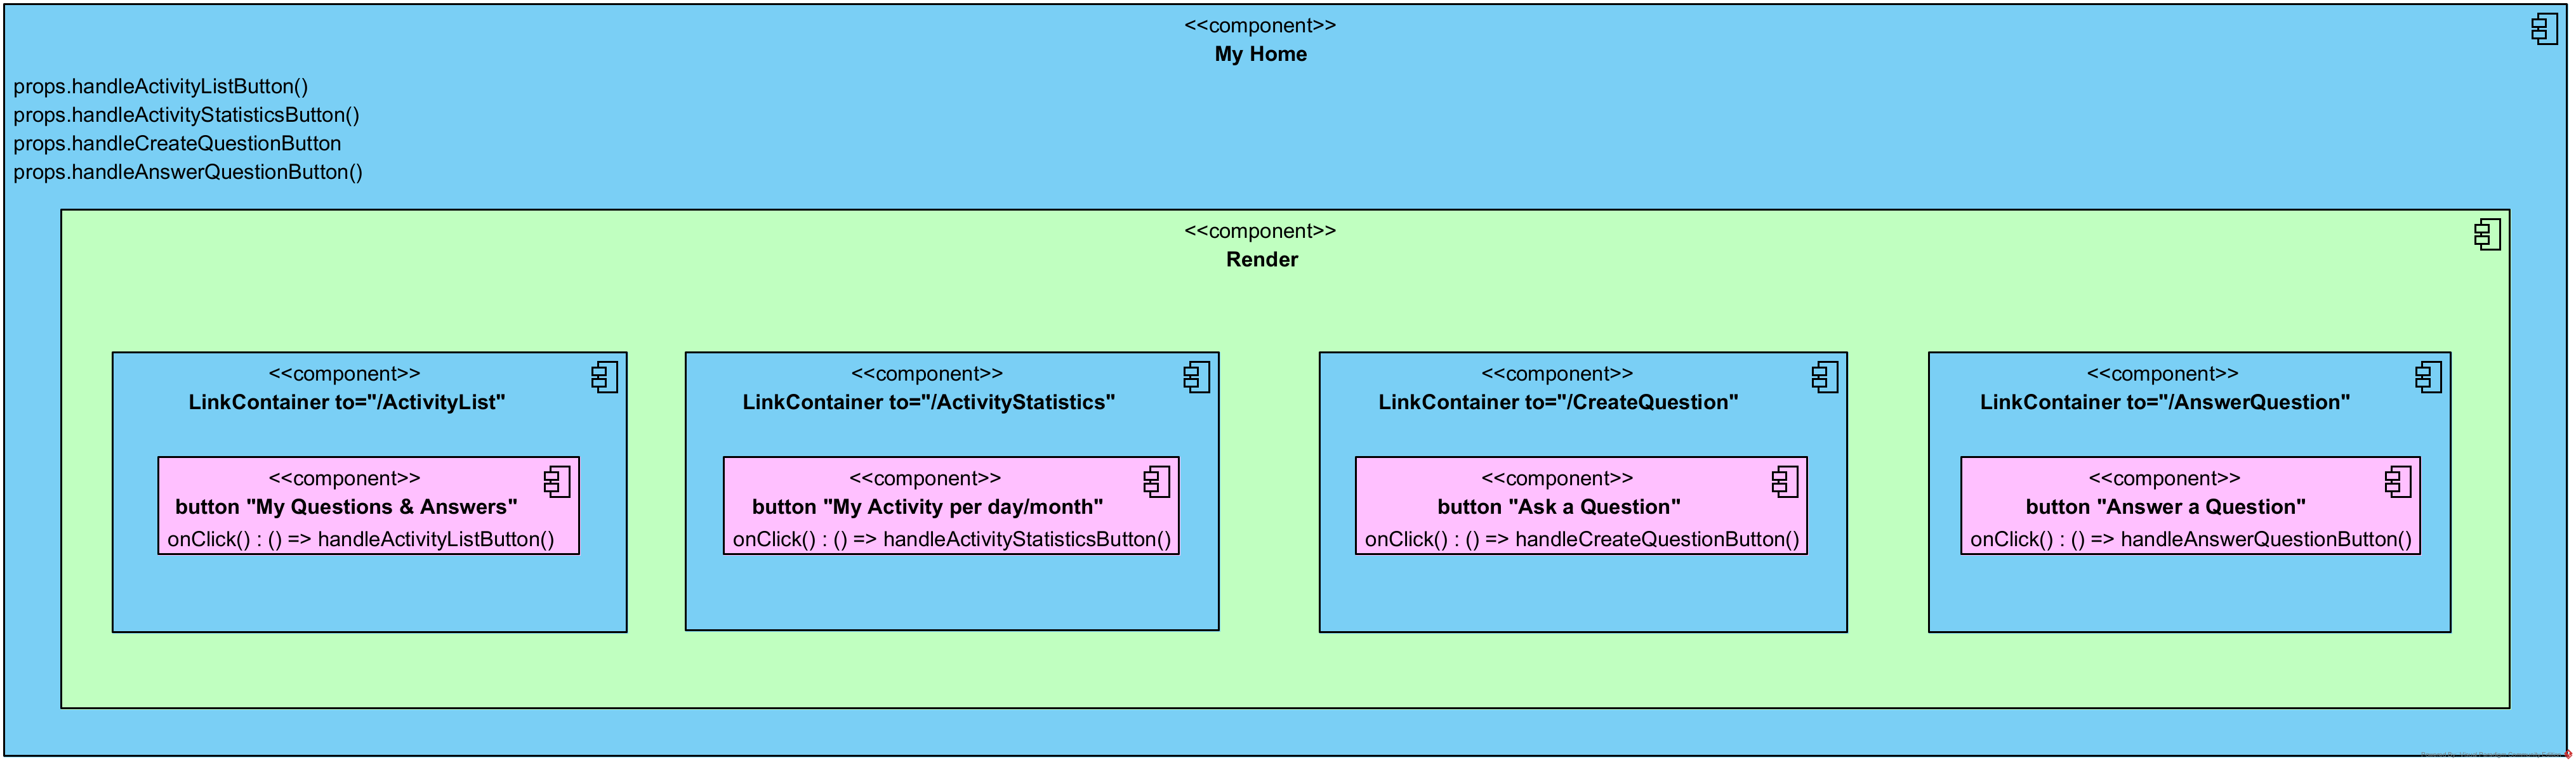 <<component>>
My Home
props.handleActivityListButton()
props.handleActivityStatisticsButton()
props.handleCreateQuestionButton
props.handleAnswerQuestionButton()
<<component>>
Render
<<component>>
LinkContainer to="/ActivityList"
<<component>>
button "My Questions & Answers"
onClick() : () => handleActivityListButton()
<<component>>
LinkContainer to="/ActivityStatistics"
<<component>>
button "My Activity per day/month"
onClick() : () => handleActivityStatisticsButton()
<<component>>
LinkContainer to="/CreateQuestion"
<<component>>
button "Ask a Question"
onClick() : () => handleCreateQuestionButton()
<<component>>
LinkContainer to="/AnswerQuestion"
<<component>>
button "Answer a Question"
onClick() : () => handleAnswerQuestionButton()